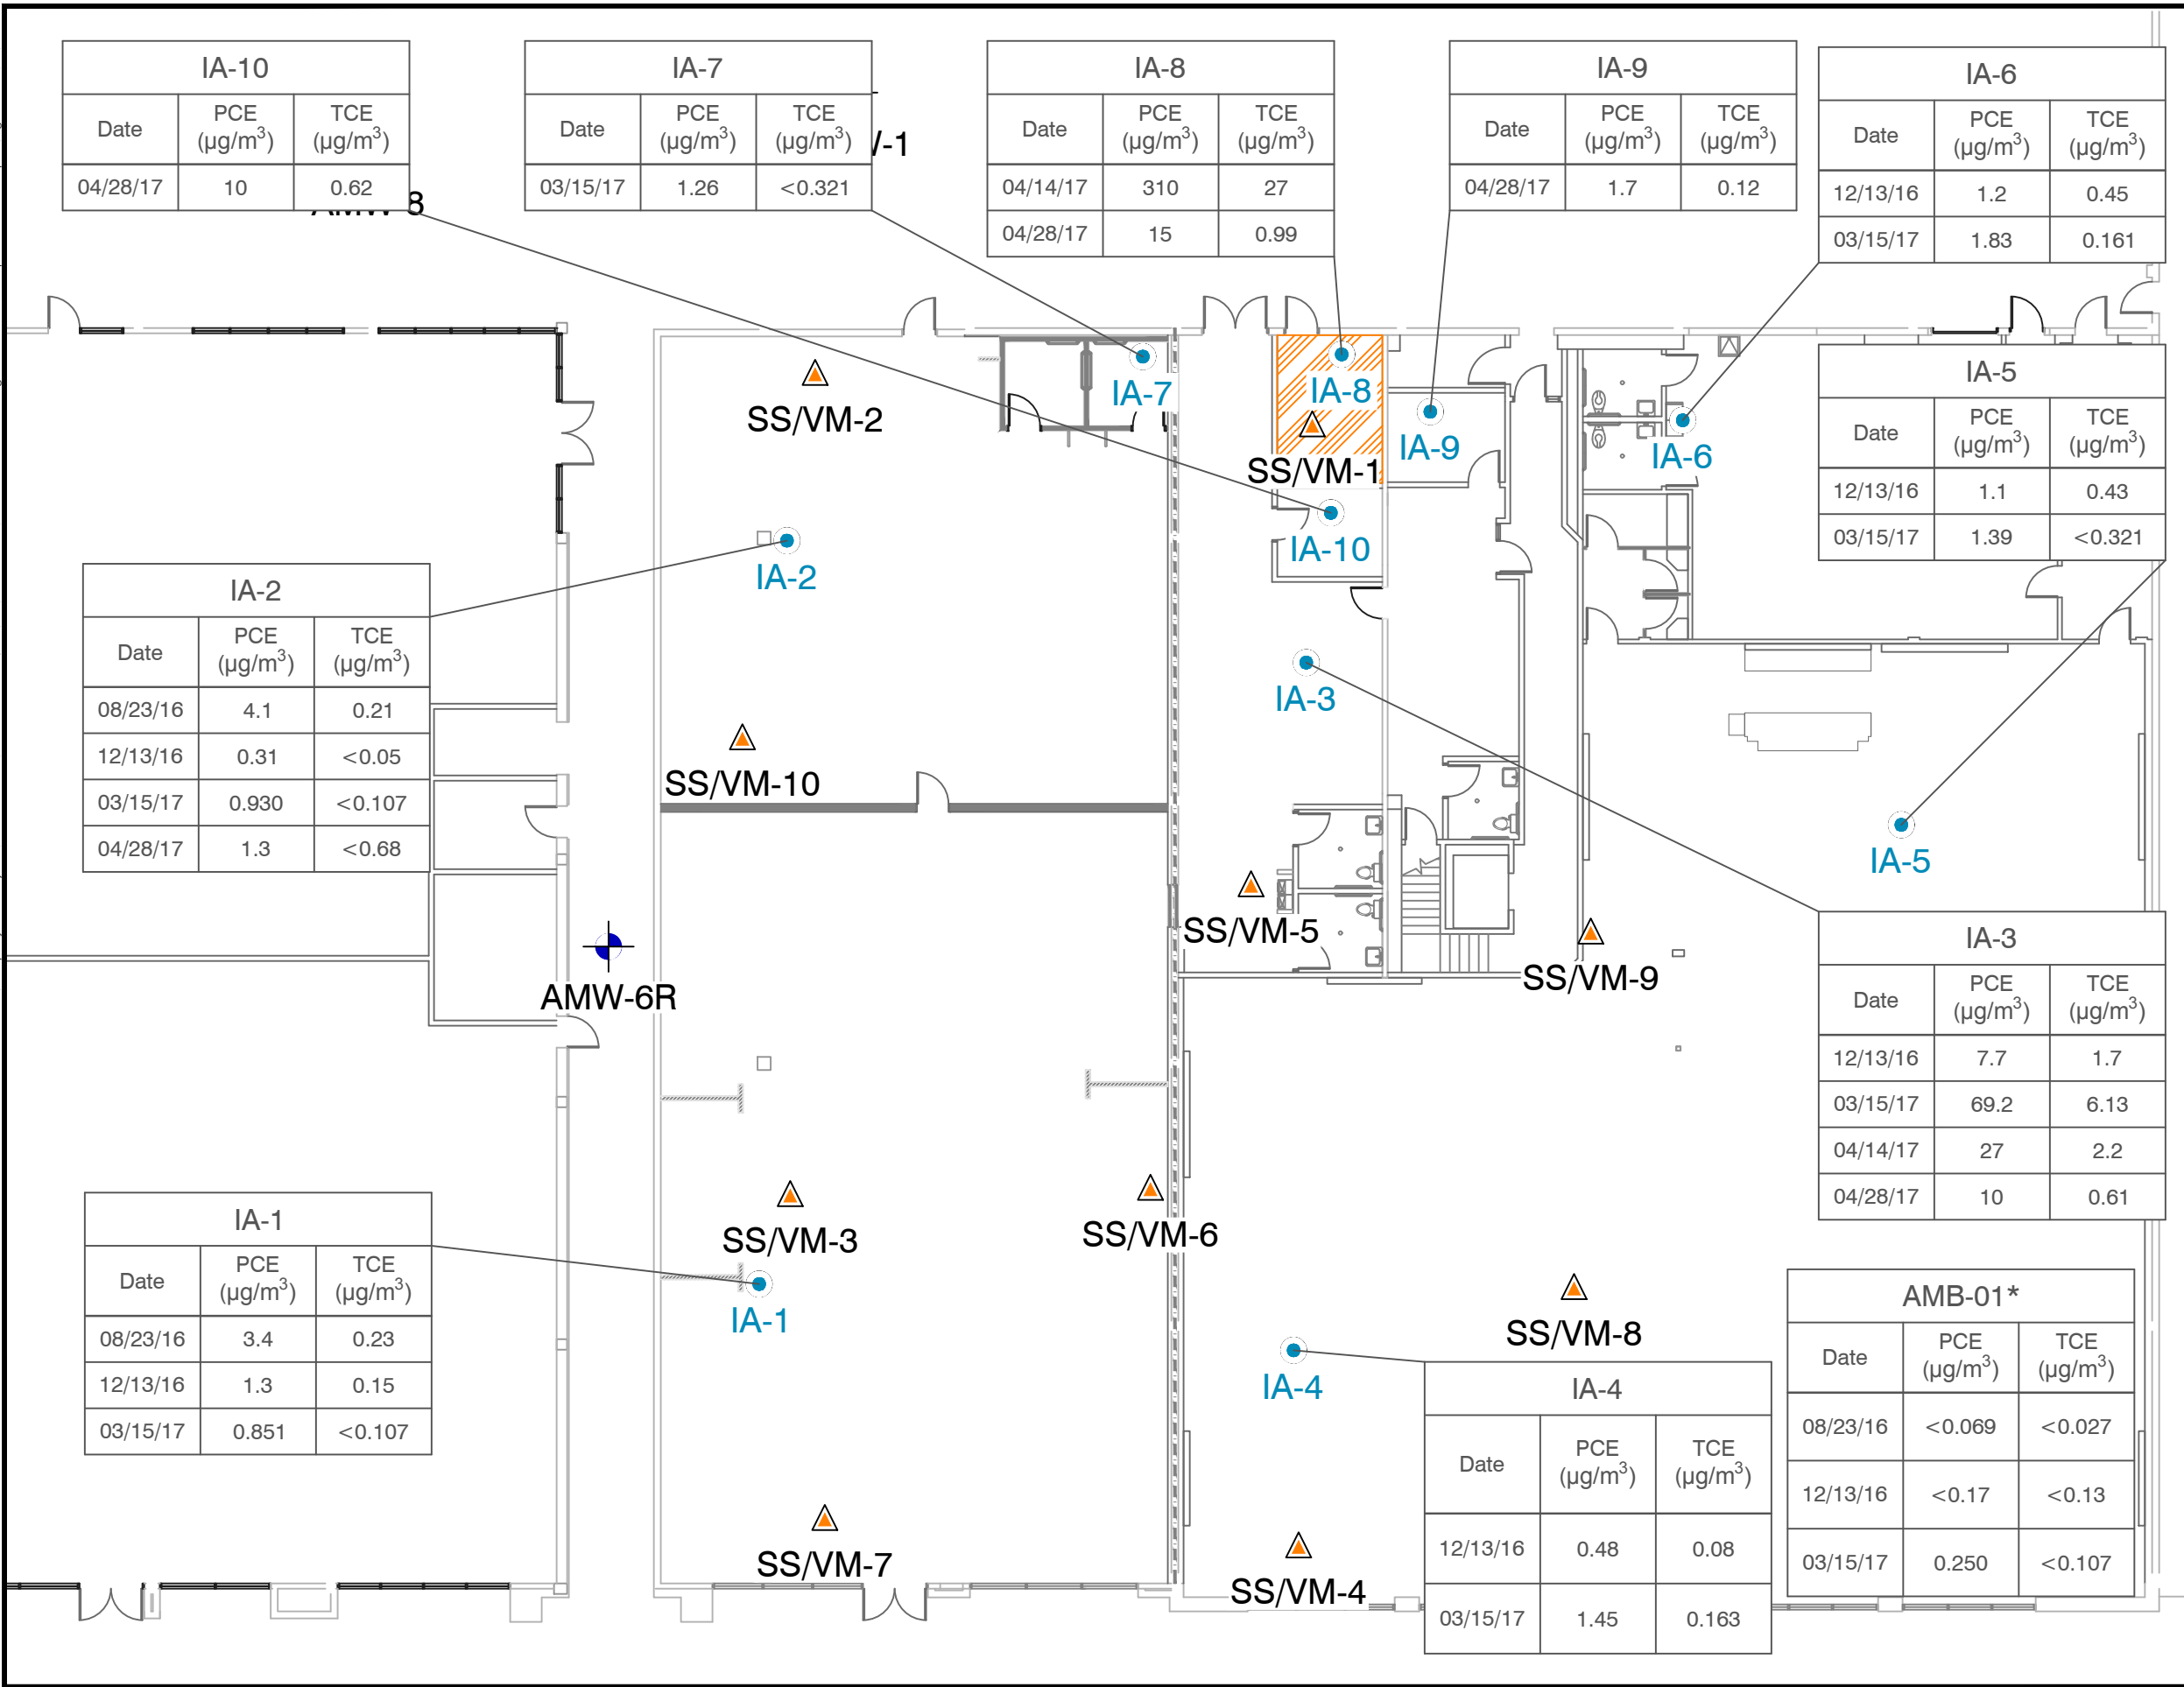 IA-10
Date PCE (µg/m³) TCE (µg/m³)
04/28/17 10 0.62
IA-7
Date PCE (µg/m³) TCE (µg/m³)
03/15/17 1.26 <0.321
IA-8
Date PCE (µg/m³) TCE (µg/m³)
04/14/17 310 27
04/28/17 15 0.99
IA-9
Date PCE (µg/m³) TCE (µg/m³)
04/28/17 1.7 0.12
IA-6
Date PCE (µg/m³) TCE (µg/m³)
12/13/16 1.2 0.45
03/15/17 1.83 0.161
IA-5
Date PCE (µg/m³) TCE (µg/m³)
12/13/16 1.1 0.43
03/15/17 1.39 <0.321
SS/VM-2
IA-7
IA-8
SS/VM-1
IA-9
IA-6
IA-2
IA-10
IA-2
Date PCE (µg/m³) TCE (µg/m³)
08/23/16 4.1 0.21
12/13/16 0.31 <0.05
03/15/17 0.930 <0.107
04/28/17 1.3 <0.68
IA-3
SS/VM-10
IA-5
SS/VM-5
AMW-6R
SS/VM-9
IA-3
Date PCE (µg/m³) TCE (µg/m³)
12/13/16 7.7 1.7
03/15/17 69.2 6.13
04/14/17 27 2.2
04/28/17 10 0.61
IA-1
Date PCE (µg/m³) TCE (µg/m³)
08/23/16 3.4 0.23
12/13/16 1.3 0.15
03/15/17 0.851 <0.107
SS/VM-3
SS/VM-6
IA-1
SS/VM-8
IA-4
IA-4
Date PCE (µg/m³) TCE (µg/m³)
12/13/16 0.48 0.08
03/15/17 1.45 0.163
AMB-01*
Date PCE (µg/m³) TCE (µg/m³)
08/23/16 <0.069 <0.027
12/13/16 <0.17 <0.13
03/15/17 0.250 <0.107
SS/VM-7
SS/VM-4